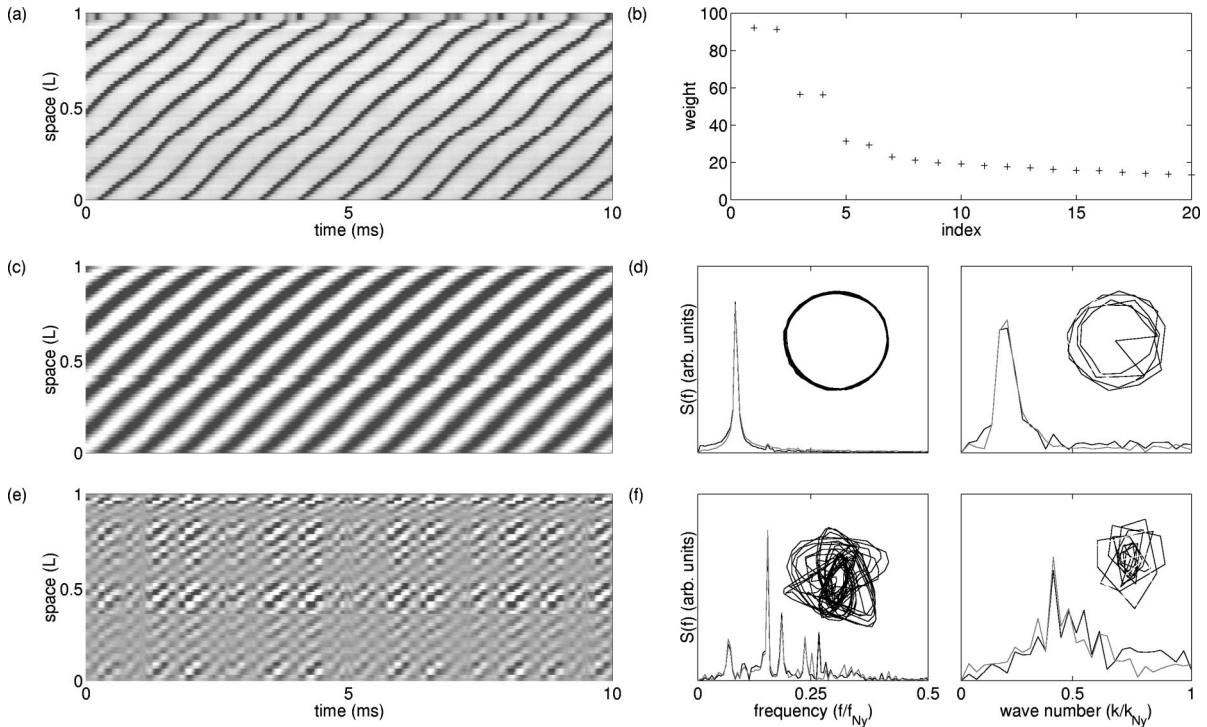 (a)
space (L)
1
0.5
0
0
5
10
time (ms)
(b)
weight
100
80
60
40
20
0
0
5
10
15
20
index
(c)
space (L)
1
0.5
0
(d)
S(f) (arb. units)
(e)
space (L)
1
0.5
0
0
5
10
time (ms)
(f)
S(f) (arb. units)
0
0.25
0.5
frequency (f/f_Ny)
0
0.5
1
wave number (k/k_Ny)